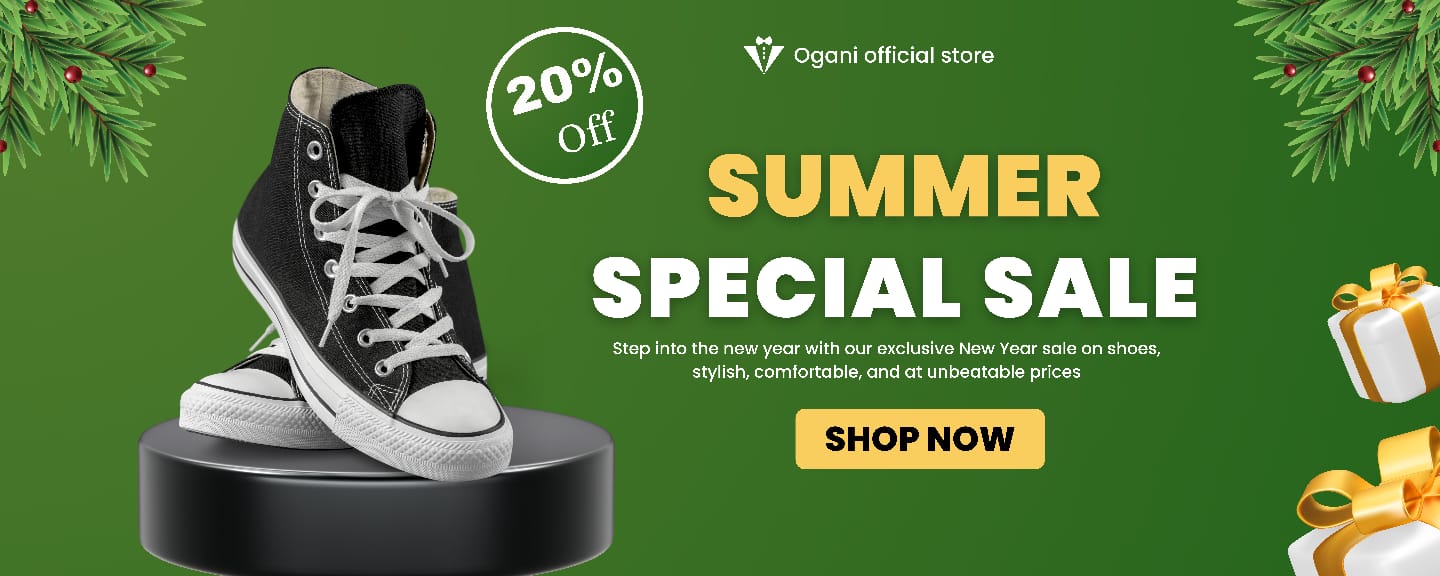 20%
Off
Ogani official store
SUMMER
SPECIAL SALE
Step into the new year with our exclusive New Year sale on shoes,
stylish, comfortable, and at unbeatable prices
SHOP NOW